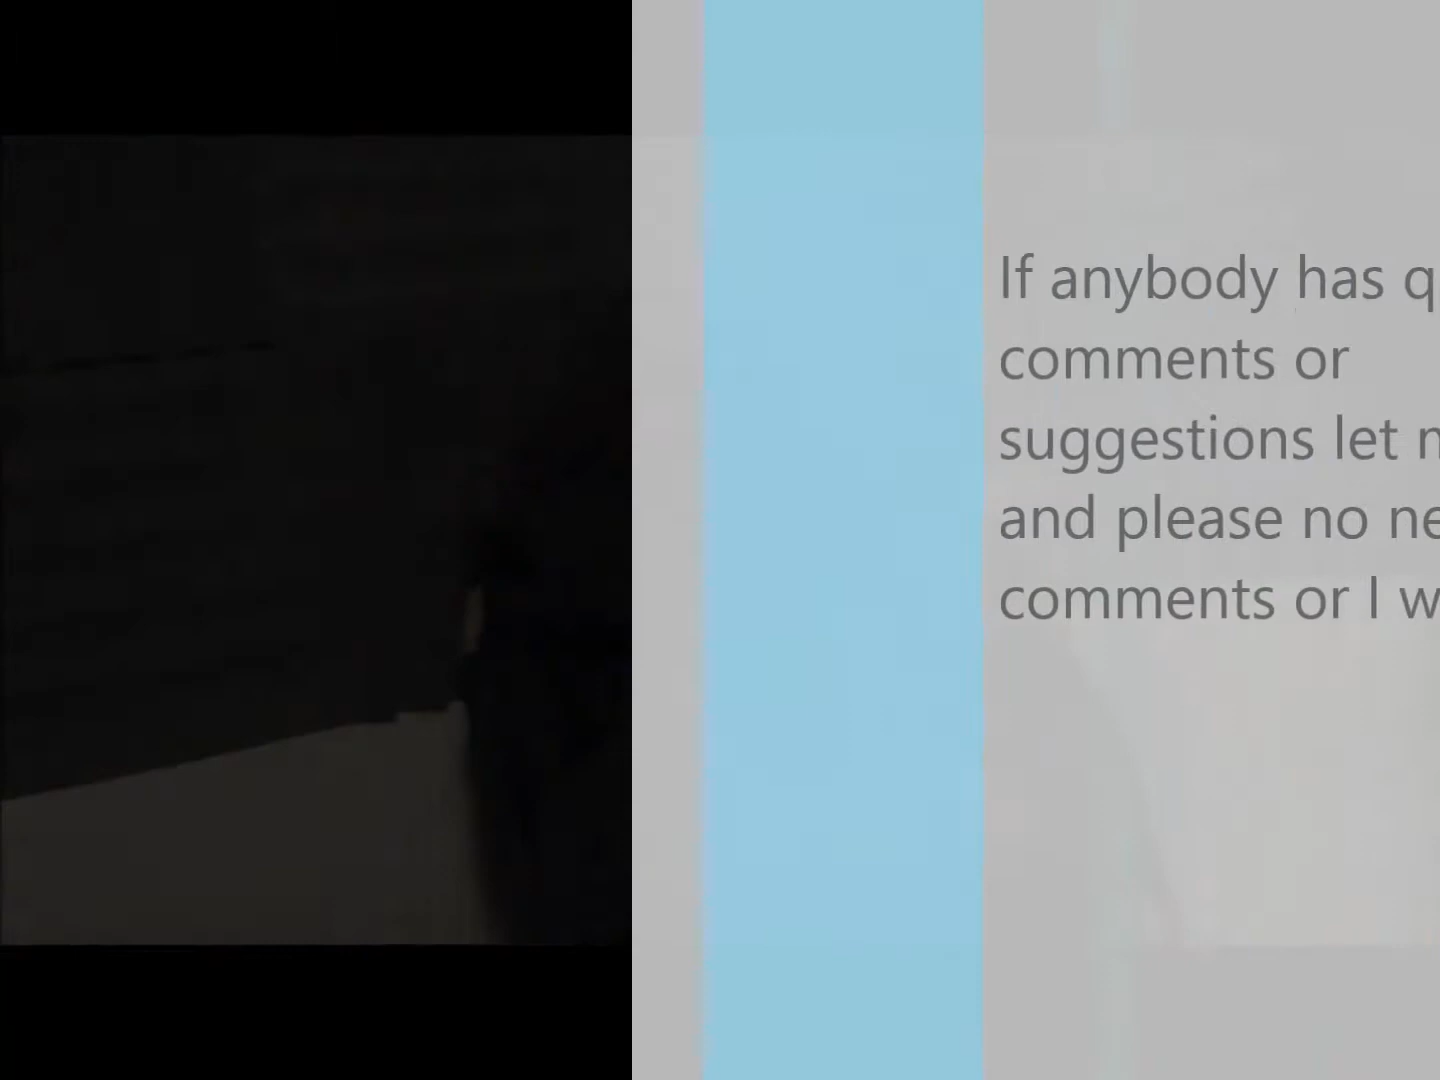 If anybody has
comments or
suggestions let
and please no
comments or I